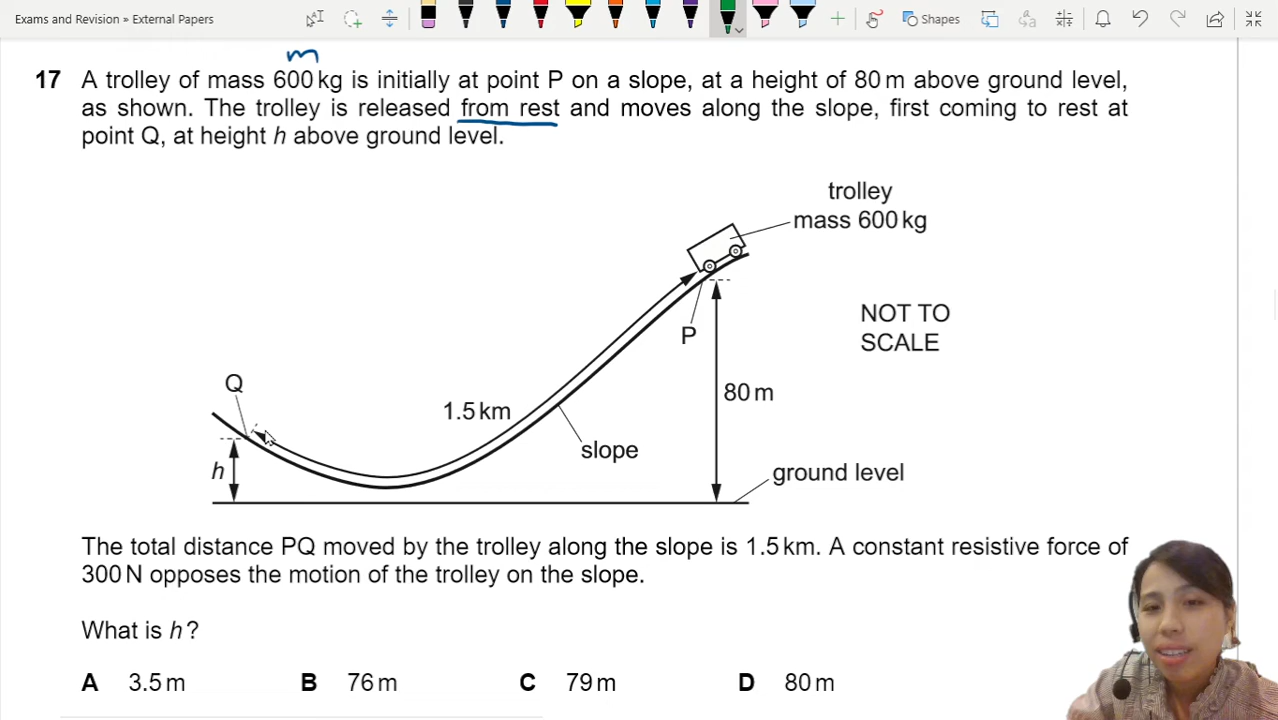 Exams and Revision » External Papers
Shapes
m
17 A trolley of mass 600 kg is initially at point P on a slope, at a height of 80 m above ground level,
as shown. The trolley is released from rest and moves along the slope, first coming to rest at
point Q, at height h above ground level.
trolley
mass 600 kg
NOT TO
SCALE
P
Q
80 m
1.5 km
slope
h
ground level
The total distance PQ moved by the trolley along the slope is 1.5 km. A constant resistive force of
300 N opposes the motion of the trolley on the slope.
What is h?
A 3.5 m B 76 m C 79 m D 80 m